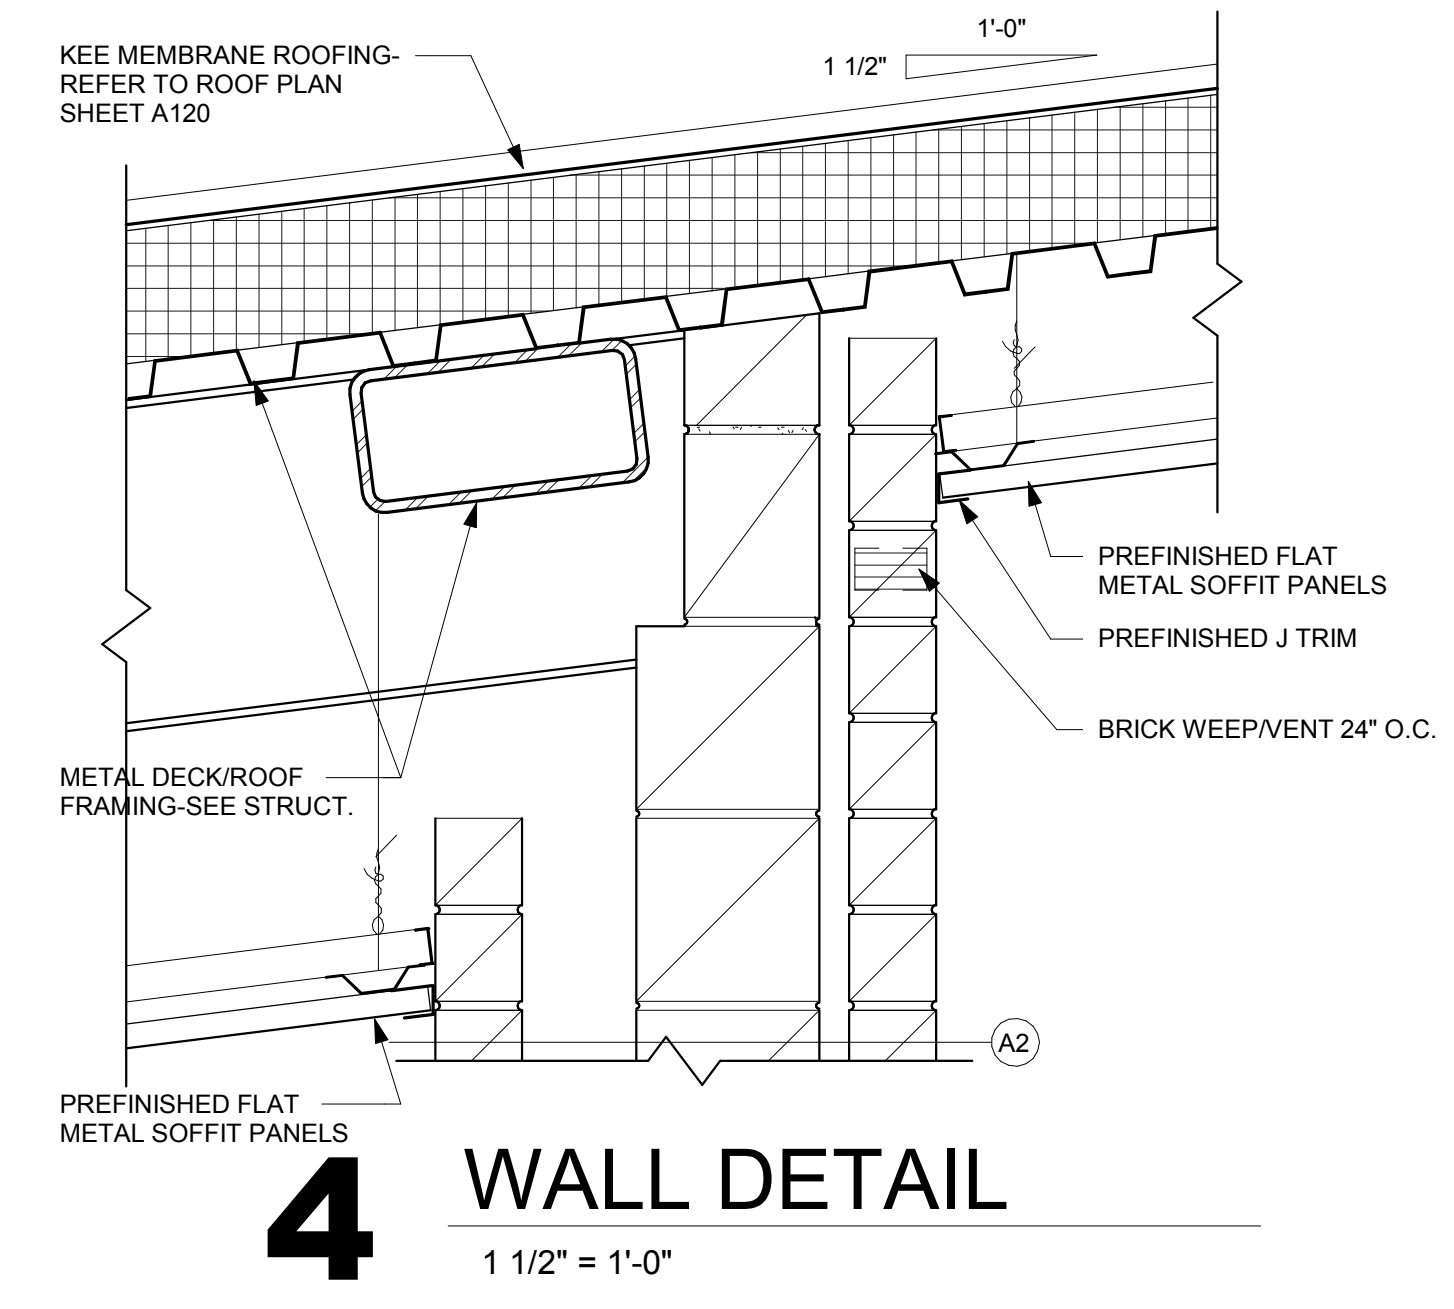 KEE MEMBRANE ROOFING-
REFER TO ROOF PLAN
SHEET A120
1'-0"
1 1/2"
PREFINISHED FLAT
METAL SOFFIT PANELS
PREFINISHED J TRIM
BRICK WEEP/VENT 24" O.C.
METAL DECK/ROOF
FRAMING-SEE STRUCT.
A2
PREFINISHED FLAT
METAL SOFFIT PANELS
4
WALL DETAIL
1 1/2" = 1'-0"